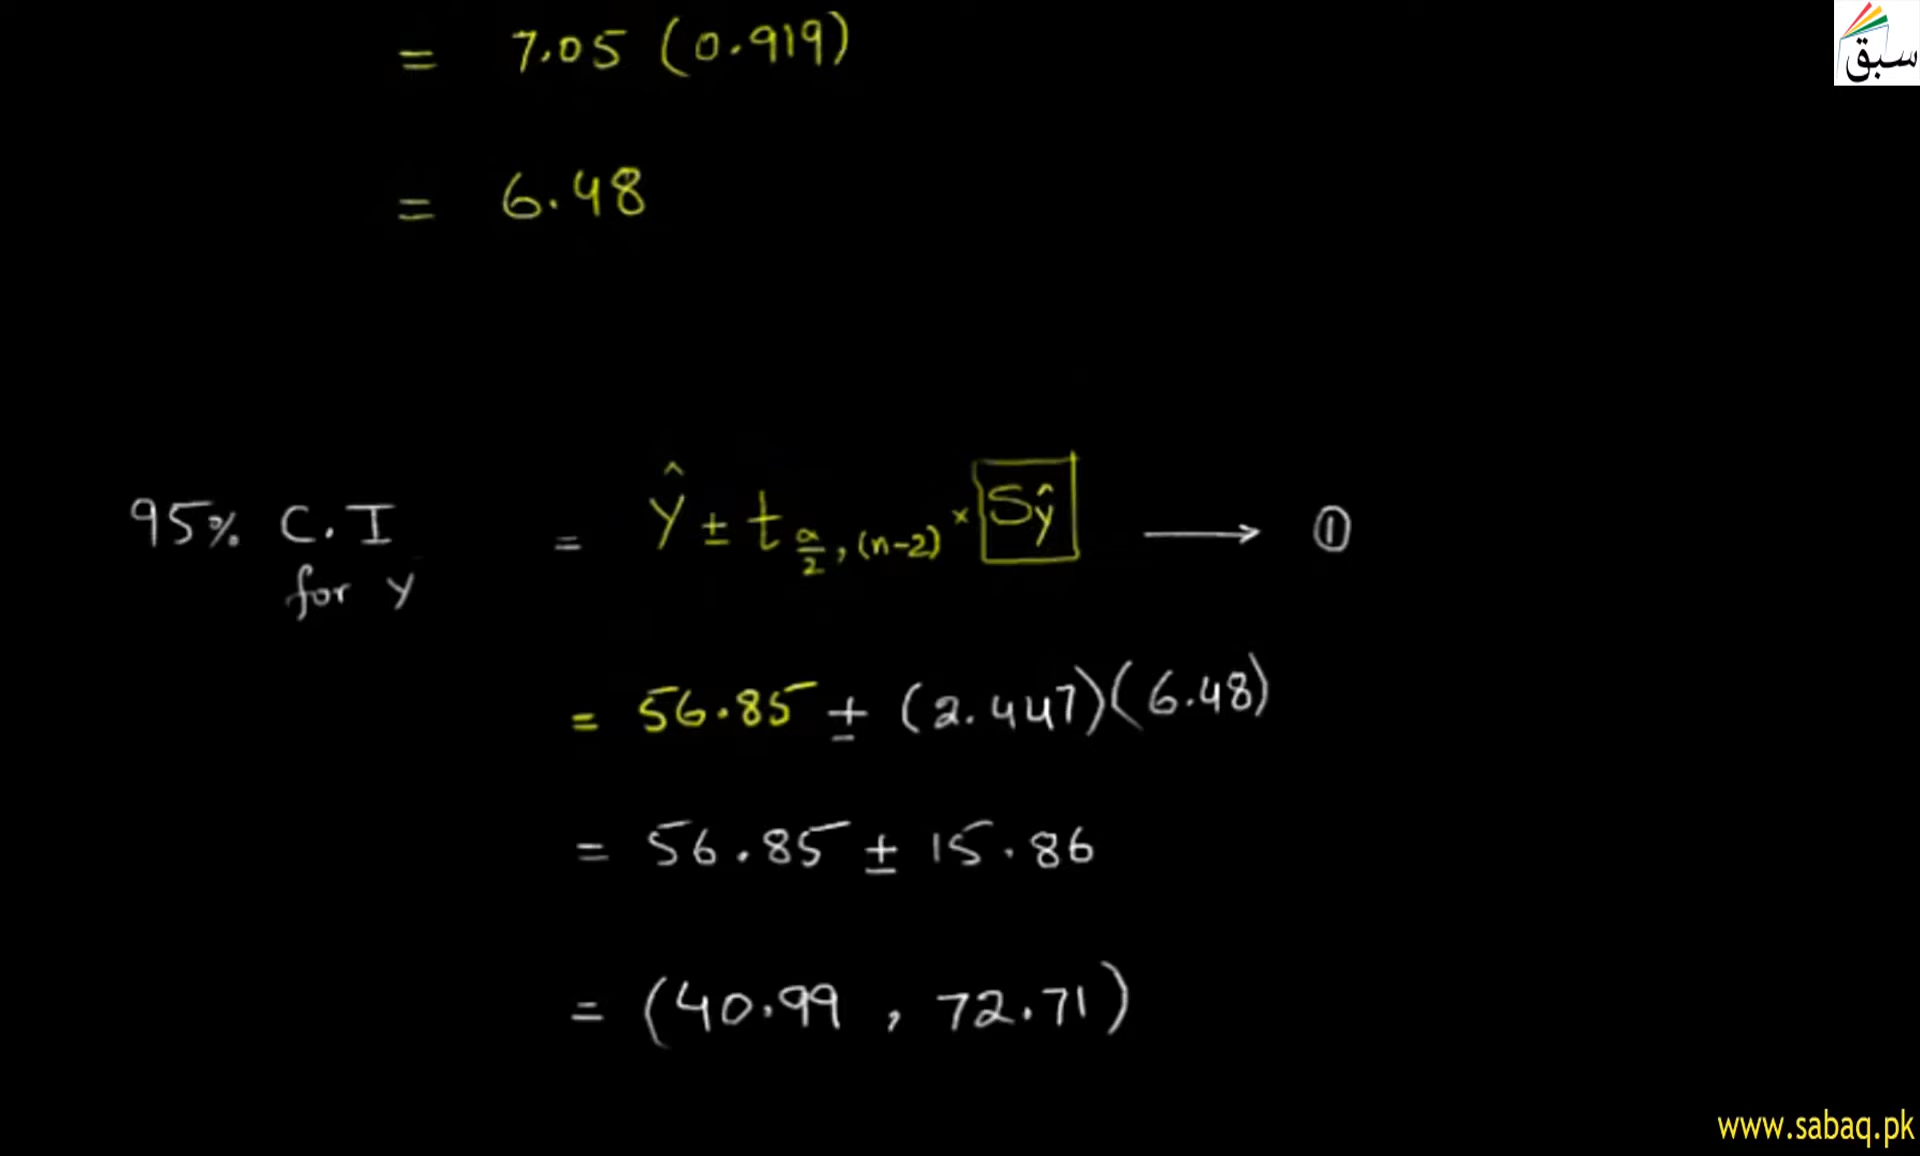 = 7.05 (0.919)
سبق
= 6.48
95% C.I for y = Ŷ ± t α/2, (n-2) × Sŷ ⟶ ①
= 56.85 ± (2.447)(6.48)
= 56.85 ± 15.86
= (40.99 , 72.71)
www.sabaq.pk